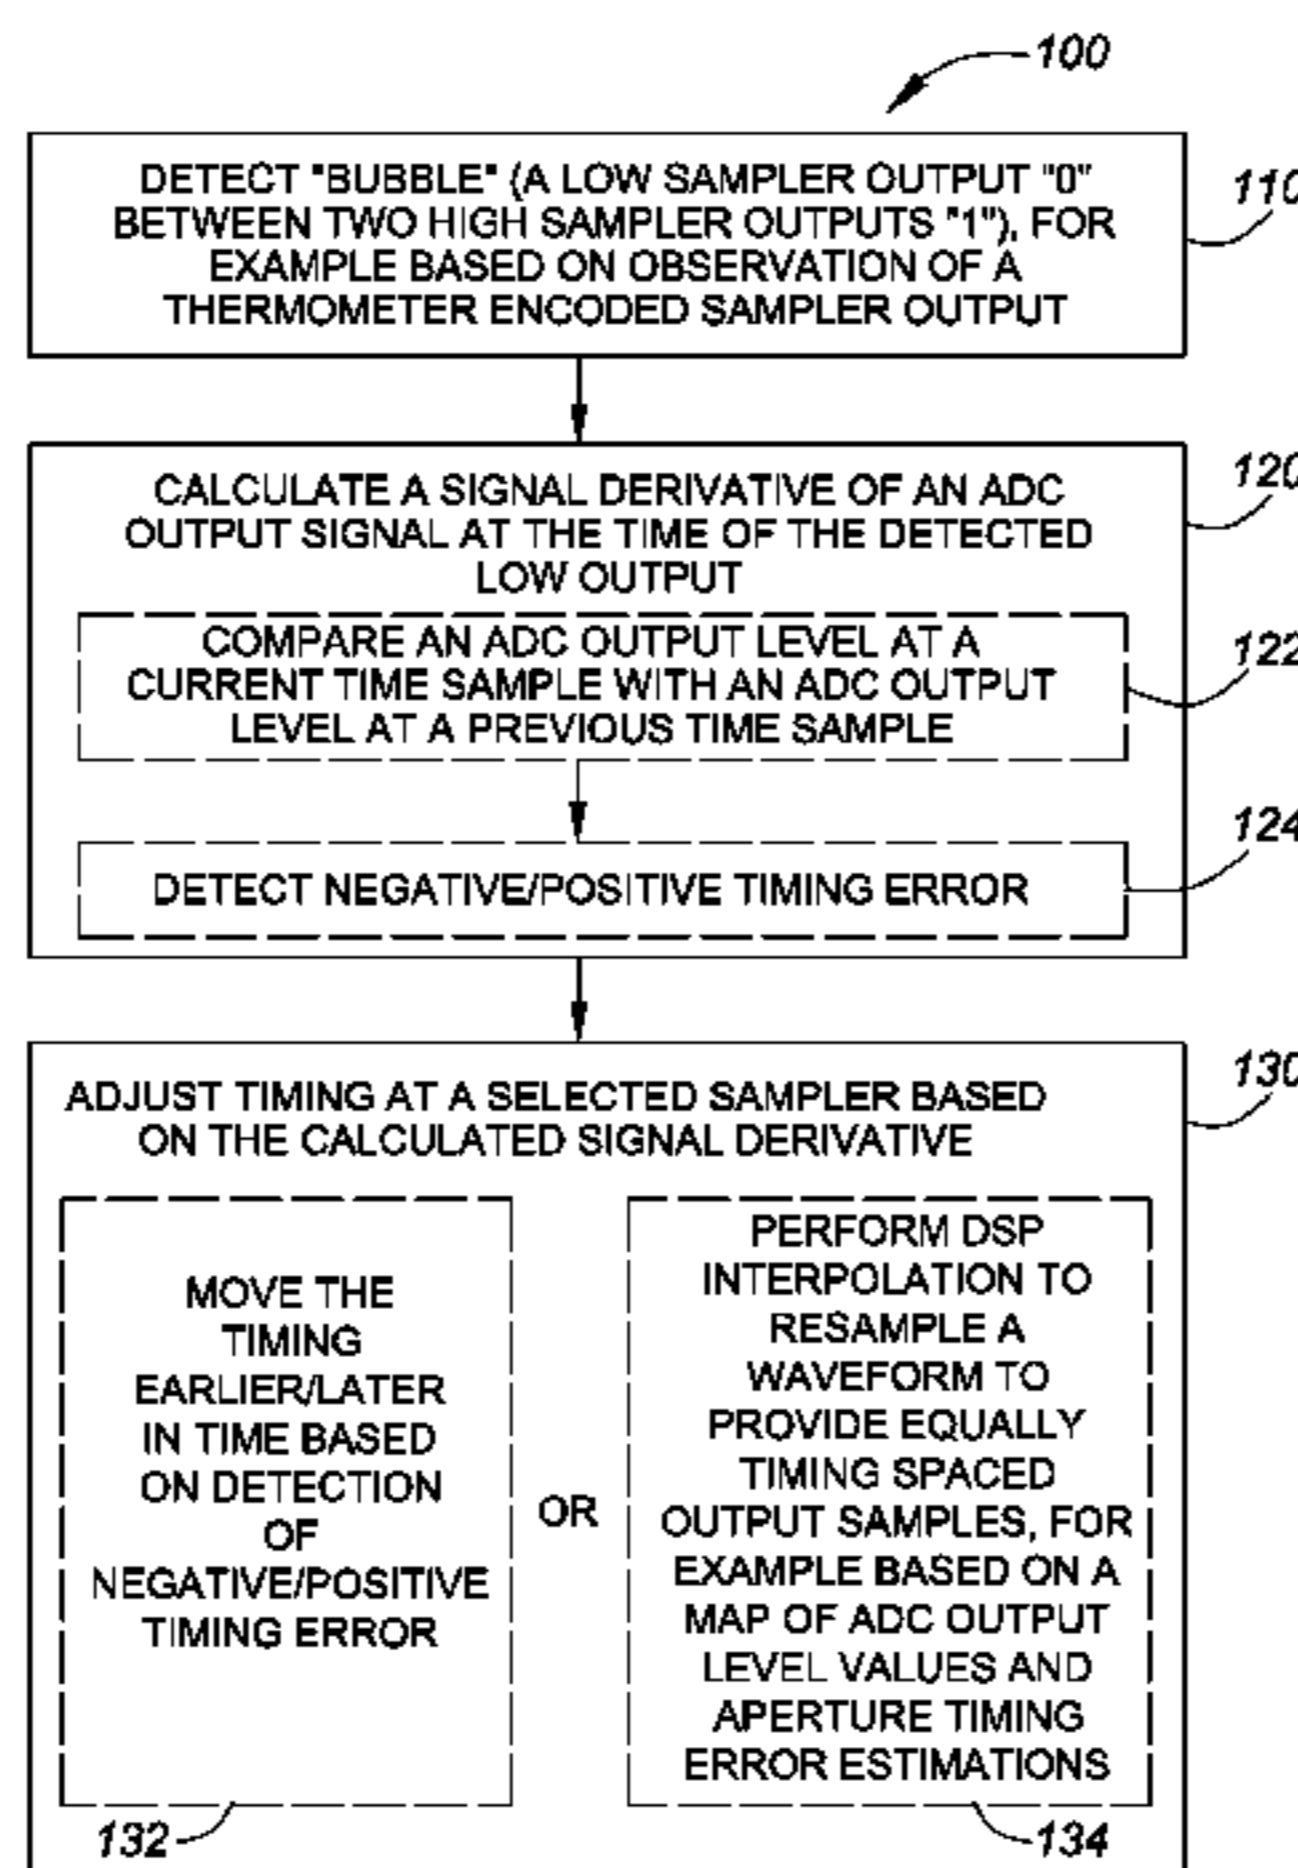 100
DETECT "BUBBLE" (A LOW SAMPLER OUTPUT "0"
BETWEEN TWO HIGH SAMPLER OUTPUTS "1"), FOR
EXAMPLE BASED ON OBSERVATION OF A
THERMOMETER ENCODED SAMPLER OUTPUT
110
CALCULATE A SIGNAL DERIVATIVE OF AN ADC
OUTPUT SIGNAL AT THE TIME OF THE DETECTED
LOW OUTPUT
120
COMPARE AN ADC OUTPUT LEVEL AT A
CURRENT TIME SAMPLE WITH AN ADC OUTPUT
LEVEL AT A PREVIOUS TIME SAMPLE
122
DETECT NEGATIVE/POSITIVE TIMING ERROR
124
ADJUST TIMING AT A SELECTED SAMPLER BASED
ON THE CALCULATED SIGNAL DERIVATIVE
130
MOVE THE
TIMING
EARLIER/LATER
IN TIME BASED
ON DETECTION
OF
NEGATIVE/POSITIVE
TIMING ERROR
132
OR
PERFORM DSP
INTERPOLATION TO
RESAMPLE A
WAVEFORM TO
PROVIDE EQUALLY
TIMING SPACED
OUTPUT SAMPLES, FOR
EXAMPLE BASED ON A
MAP OF ADC OUTPUT
LEVEL VALUES AND
APERTURE TIMING
ERROR ESTIMATIONS
134